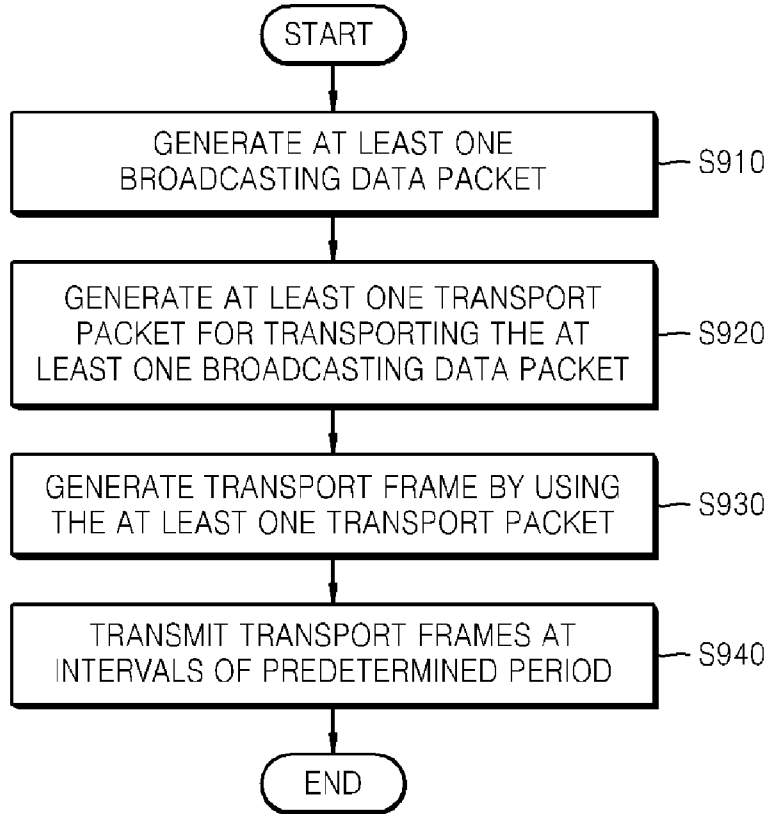 START
GENERATE AT LEAST ONE
BROADCASTING DATA PACKET
S910
GENERATE AT LEAST ONE TRANSPORT
PACKET FOR TRANSPORTING THE AT
LEAST ONE BROADCASTING DATA PACKET
S920
GENERATE TRANSPORT FRAME BY USING
THE AT LEAST ONE TRANSPORT PACKET
S930
TRANSMIT TRANSPORT FRAMES AT
INTERVALS OF PREDETERMINED PERIOD
S940
END